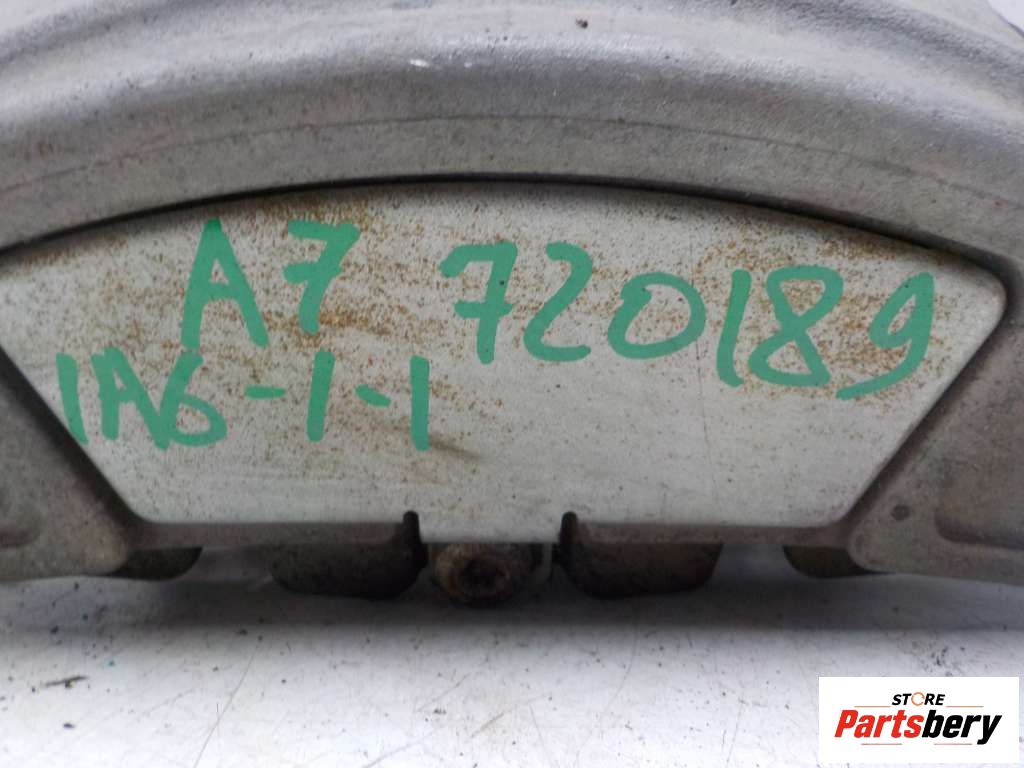 A7 720189
1A6-1-1
STORE
Partsbery